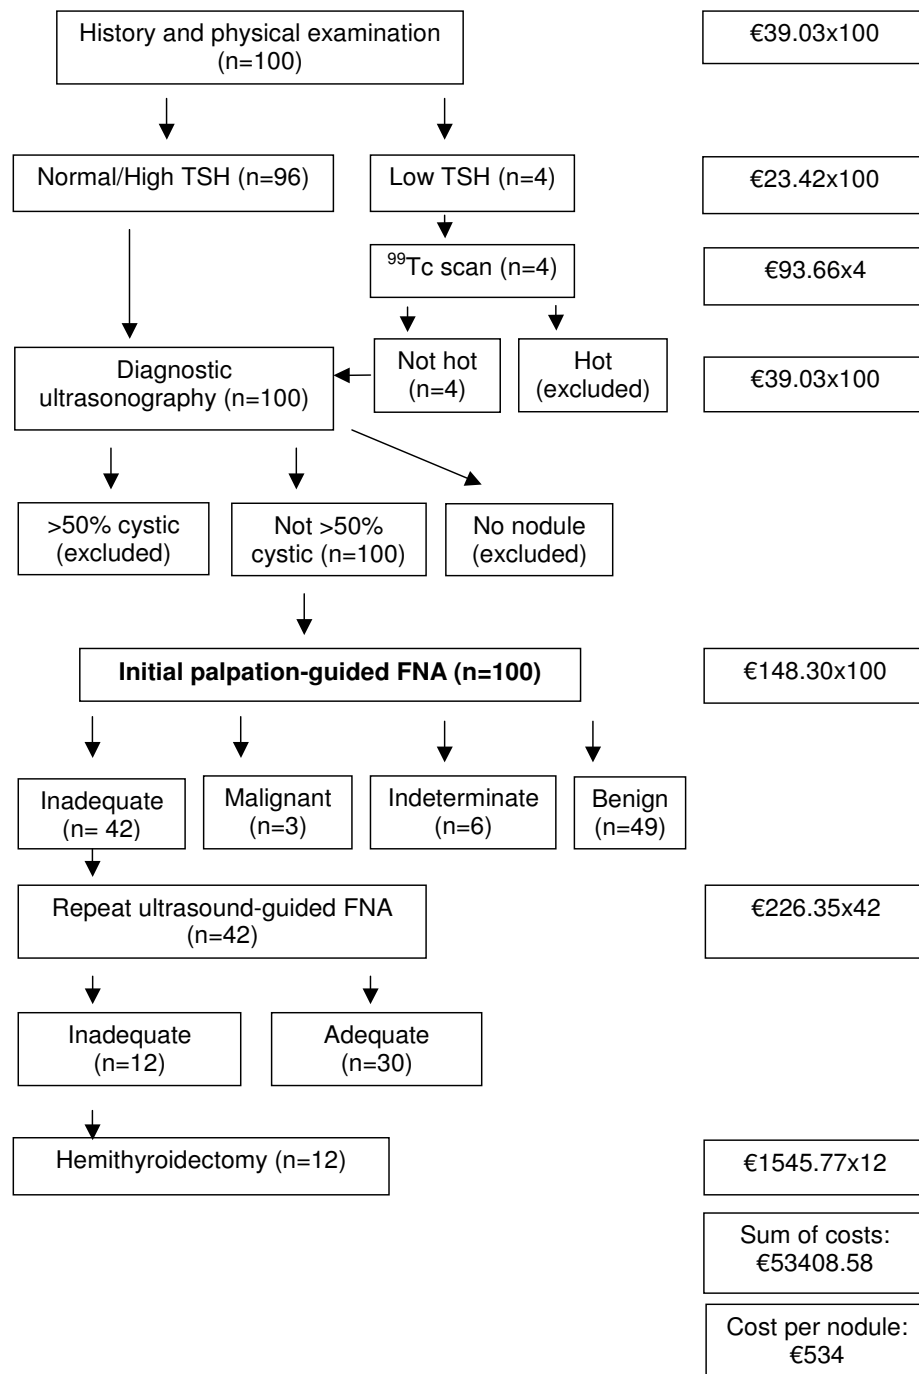 History and physical examination
(n=100)
€39.03x100
Normal/High TSH (n=96)
Low TSH (n=4)
€23.42x100
⁹⁹Tc scan (n=4)
€93.66x4
Diagnostic
ultrasonography (n=100)
Not hot
(n=4)
Hot
(excluded)
€39.03x100
>50% cystic
(excluded)
Not >50%
cystic (n=100)
No nodule
(excluded)
Initial palpation-guided FNA (n=100)
€148.30x100
Inadequate
(n= 42)
Malignant
(n=3)
Indeterminate
(n=6)
Benign
(n=49)
Repeat ultrasound-guided FNA
(n=42)
€226.35x42
Inadequate
(n=12)
Adequate
(n=30)
Hemithyroidectomy (n=12)
€1545.77x12
Sum of costs:
€53408.58
Cost per nodule:
€534